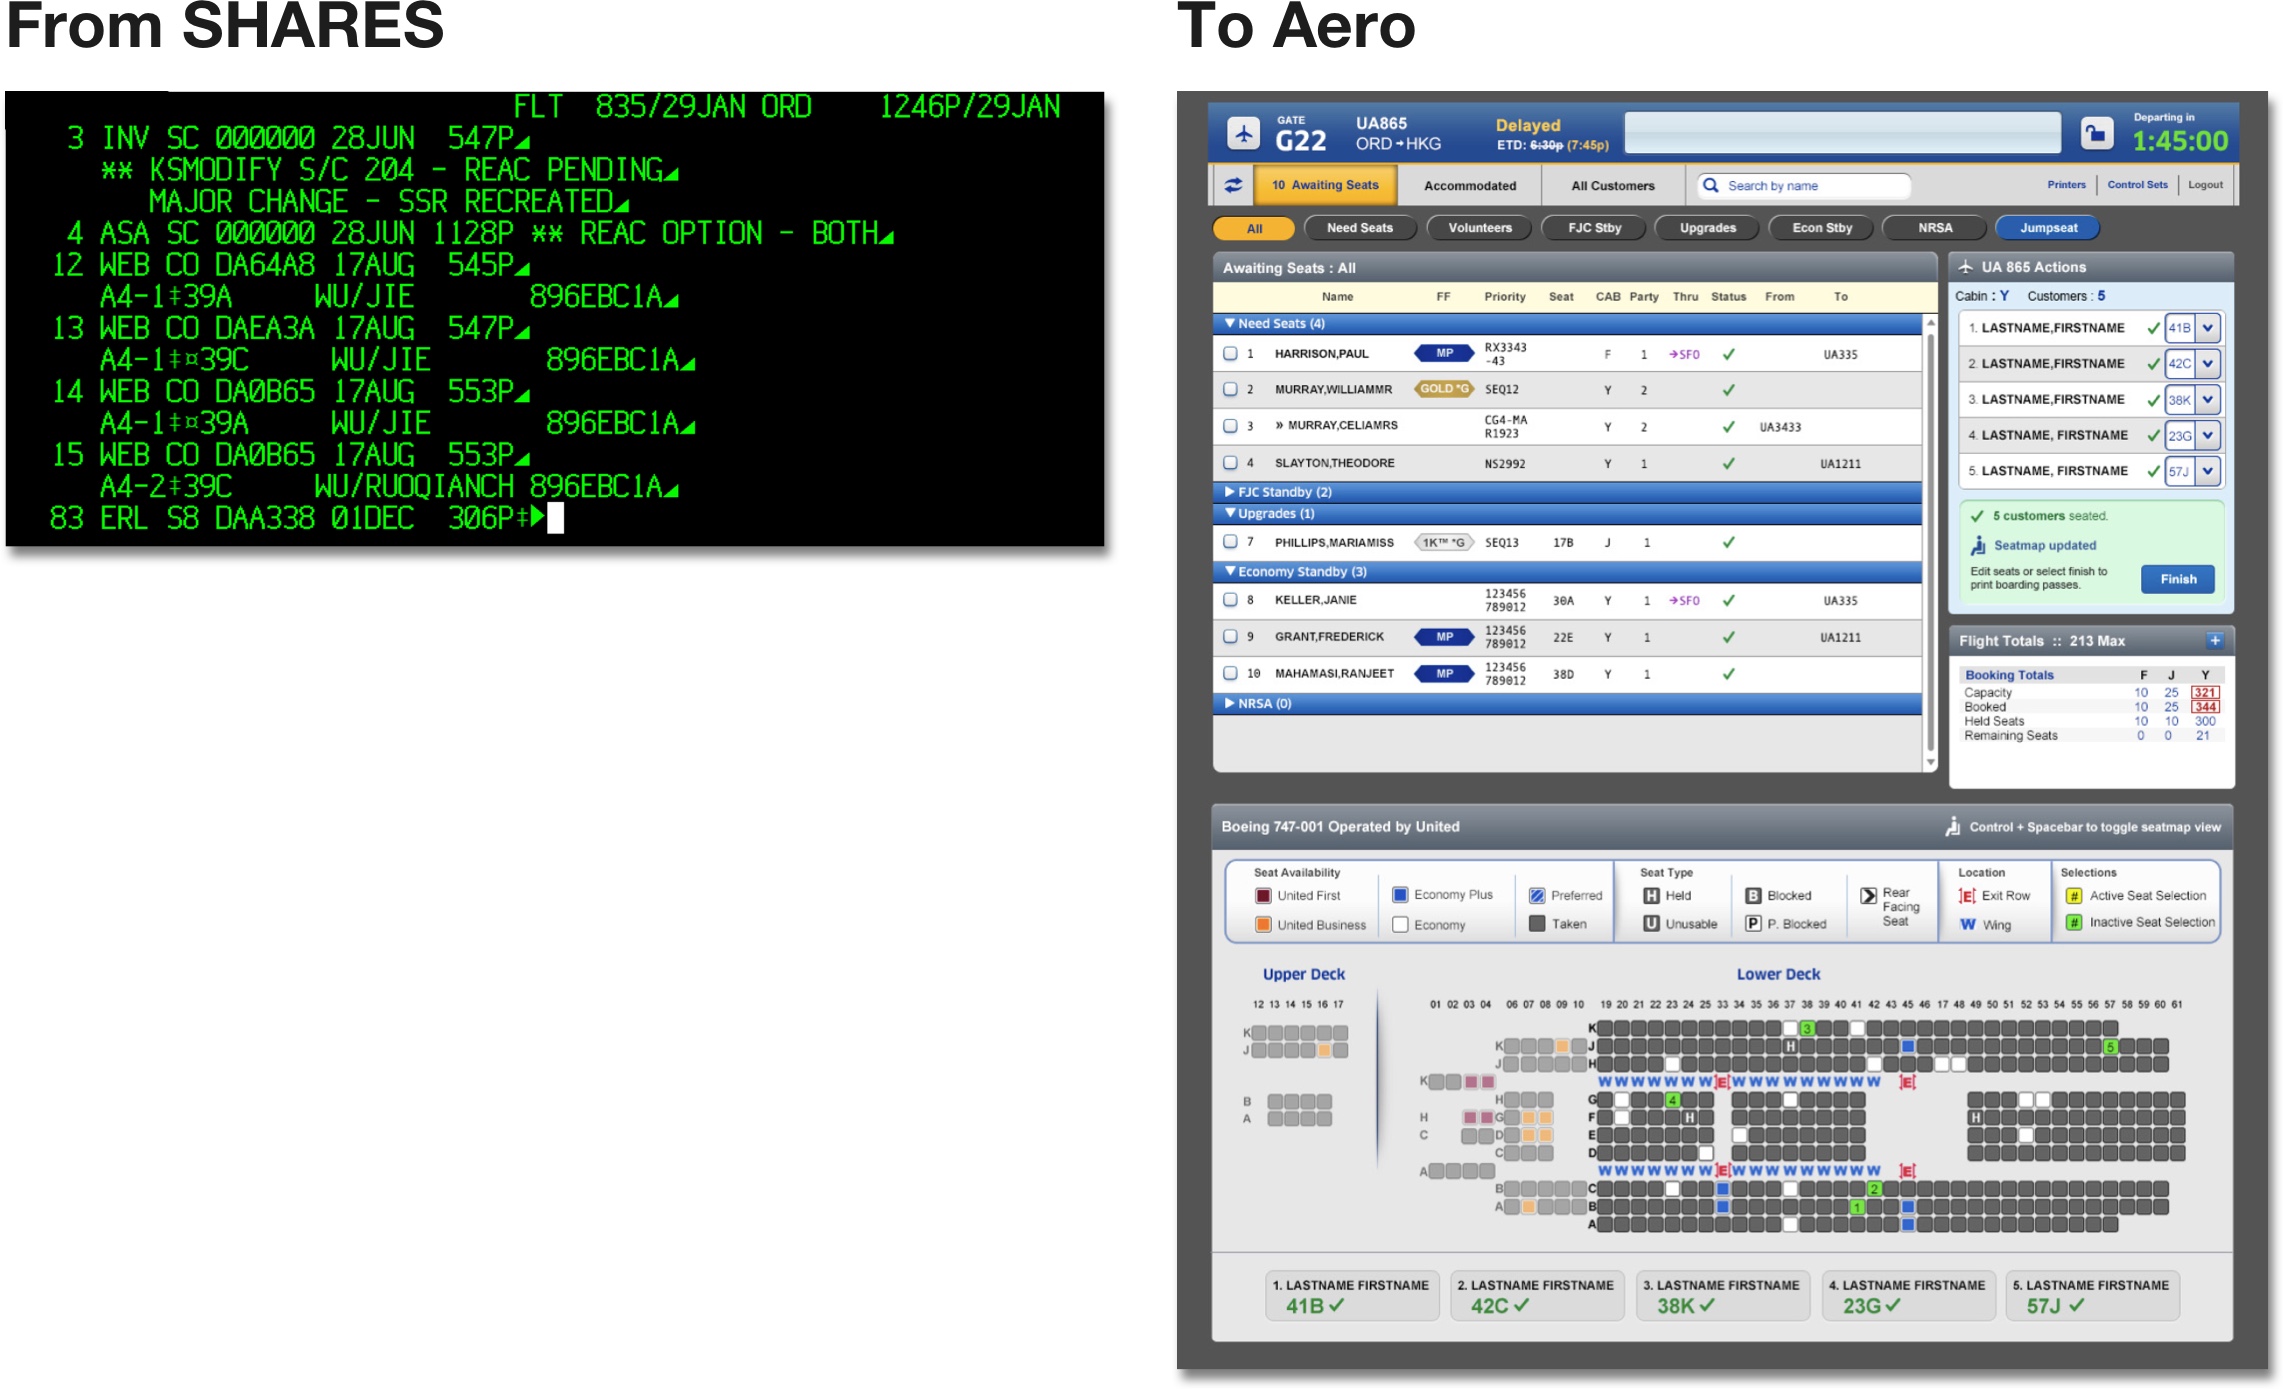 From SHARES
FLT 835/29JAN ORD 1246P/29JAN
3 INV SC 000000 28JUN 547P◢
** KSMODIFY S/C 204 - REAC PENDING◢
MAJOR CHANGE - SSR RECREATED◢
4 ASA SC 000000 28JUN 1128P ** REAC OPTION - BOTH◢
12 WEB CO DA64A8 17AUG 545P◢
A4-1‡39A WU/JIE 896EBC1A◢
13 WEB CO DAEA3A 17AUG 547P◢
A4-1‡¤39C WU/JIE 896EBC1A◢
14 WEB CO DA0B65 17AUG 553P◢
A4-1‡¤39A WU/JIE 896EBC1A◢
15 WEB CO DA0B65 17AUG 553P◢
A4-2‡39C WU/RUOQIANCH 896EBC1A◢
83 ERL S8 DAA338 01DEC 306P‡▶
To Aero
GATE
G22
UA865
ORD→HKG
Delayed
ETD: 6:30p (7:45p)
Departing in
1:45:00
10 Awaiting Seats Accommodated All Customers Search by name Printers Control Sets Logout
All Need Seats Volunteers FJC Stby Upgrades Econ Stby NRSA Jumpseat
Awaiting Seats : All
Name FF Priority Seat CAB Party Thru Status From To
▼Need Seats (4)
1 HARRISON,PAUL MP RX3343-43 F 1 →SFO ✓ UA335
2 MURRAY,WILLIAMMR GOLD *G SEQ12 Y 2 ✓
3 » MURRAY,CELIAMRS CG4-MAR1923 Y 2 ✓ UA3433
4 SLAYTON,THEODORE NS2992 Y 1 ✓ UA1211
▶FJC Standby (2)
▼Upgrades (1)
7 PHILLIPS,MARIAMISS 1K™ *G SEQ13 17B J 1 ✓
▼Economy Standby (3)
8 KELLER,JANIE 123456 789012 30A Y 1 →SFO ✓ UA335
9 GRANT,FREDERICK MP 123456 789012 22E Y 1 ✓ UA1211
10 MAHAMASI,RANJEET MP 123456 789012 38D Y 1 ✓
▶NRSA (0)
UA 865 Actions
Cabin : Y Customers : 5
1. LASTNAME,FIRSTNAME ✓ 41B
2. LASTNAME,FIRSTNAME ✓ 42C
3. LASTNAME,FIRSTNAME ✓ 38K
4. LASTNAME, FIRSTNAME ✓ 23G
5. LASTNAME, FIRSTNAME ✓ 57J
✓ 5 customers seated.
Seatmap updated
Edit seats or select finish to
print boarding passes.
Finish
Flight Totals :: 213 Max +
Booking Totals F J Y
Capacity 10 25 321
Booked 10 25 344
Held Seats 10 10 300
Remaining Seats 0 0 21
Boeing 747-001 Operated by United
Control + Spacebar to toggle seatmap view
Seat Availability Seat Type Location Selections
United First Economy Plus Preferred H Held B Blocked Rear Facing Seat [E] Exit Row # Active Seat Selection
United Business Economy Taken U Unusable P P. Blocked W Wing # Inactive Seat Selection
Upper Deck
12 13 14 15 16 17
K
J
B
A
Lower Deck
01 02 03 04 06 07 08 09 10 19 20 21 22 23 24 25 33 34 35 36 37 38 39 40 41 42 43 45 46 17 48 49 50 51 52 53 54 55 56 57 58 59 60 61
K 3
K J H 5
J H
K WWWWWWW[E]WWWWWWWWW [E]
H G 4
H G F H H
C D E
C D
A WWWWWWW[E]WWWWWWWWW [E]
B C 2
A B 1
A
1. LASTNAME FIRSTNAME
41B ✓
2. LASTNAME FIRSTNAME
42C ✓
3. LASTNAME FIRSTNAME
38K ✓
4. LASTNAME FIRSTNAME
23G ✓
5. LASTNAME FIRSTNAME
57J ✓